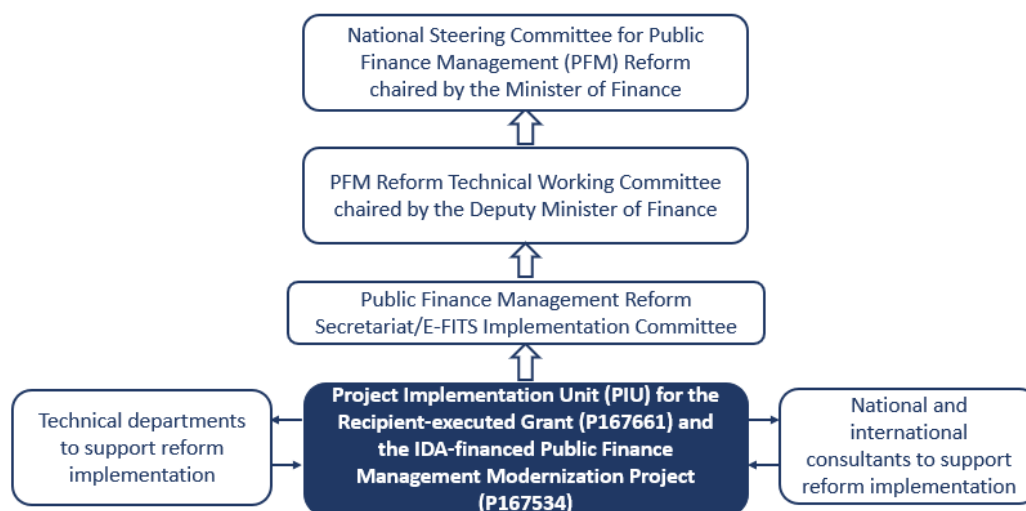 National Steering Committee for Public
Finance Management (PFM) Reform
chaired by the Minister of Finance
PFM Reform Technical Working Committee
chaired by the Deputy Minister of Finance
Public Finance Management Reform
Secretariat/E-FITS Implementation Committee
Technical departments
to support reform
implementation
Project Implementation Unit (PIU) for the
Recipient-executed Grant (P167661) and
the IDA-financed Public Finance
Management Modernization Project
(P167534)
National and
international
consultants to support
reform implementation